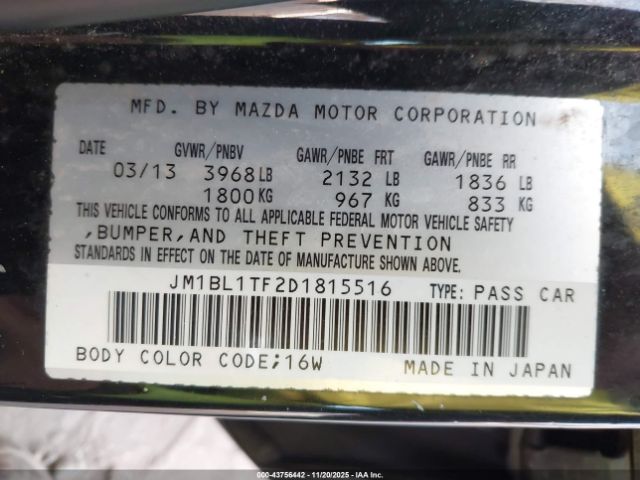 MFD. BY MAZDA MOTOR CORPORATION
DATE GVWR/PNBV GAWR/PNBE FRT GAWR/PNBE RR
03/13 3968 LB 2132 LB 1836 LB
1800 KG 967 KG 833 KG
THIS VEHICLE CONFORMS TO ALL APPLICABLE FEDERAL MOTOR VEHICLE SAFETY
,BUMPER,AND THEFT PREVENTION
STANDARDS IN EFFECT ON THE DATE OF MANUFACTURE SHOWN ABOVE.
JM1BL1TF2D1815516 TYPE: PASS CAR
BODY COLOR CODE;16W MADE IN JAPAN
000-43756442 - 11/20/2025 - IAA Inc.